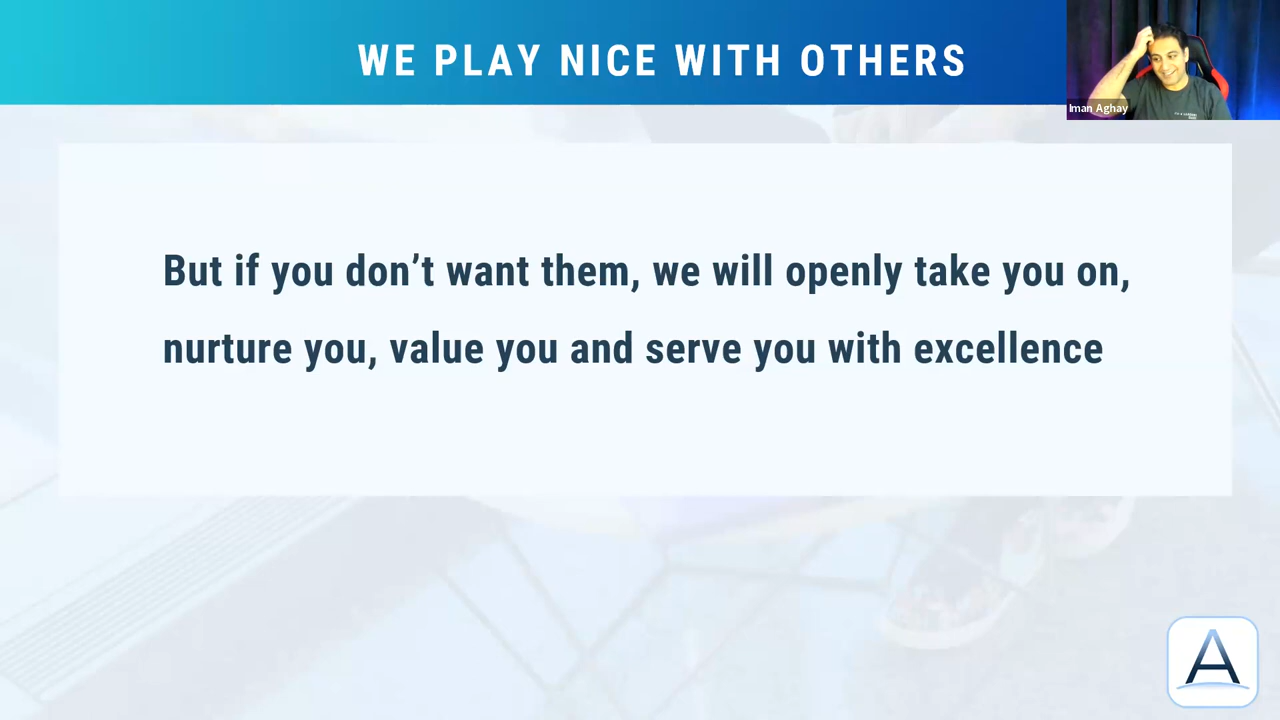 WE PLAY NICE WITH OTHERS
Iman Aghay
But if you don’t want them, we will openly take you on,
nurture you, value you and serve you with excellence
A